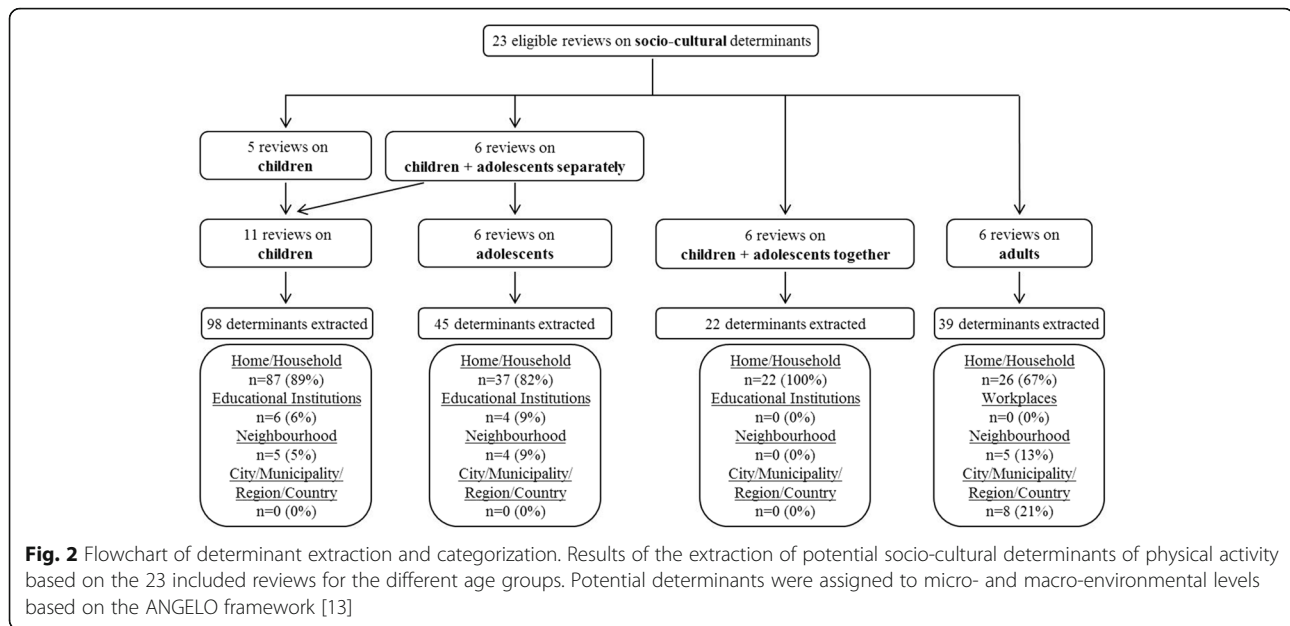 23 eligible reviews on socio-cultural determinants
5 reviews on
children
6 reviews on
children + adolescents separately
11 reviews on
children
6 reviews on
adolescents
6 reviews on
children + adolescents together
6 reviews on
adults
98 determinants extracted
45 determinants extracted
22 determinants extracted
39 determinants extracted
Home/Household
n=87 (89%)
Educational Institutions
n=6 (6%)
Neighbourhood
n=5 (5%)
City/Municipality/
Region/Country
n=0 (0%)
Home/Household
n=37 (82%)
Educational Institutions
n=4 (9%)
Neighbourhood
n=4 (9%)
City/Municipality/
Region/Country
n=0 (0%)
Home/Household
n=22 (100%)
Educational Institutions
n=0 (0%)
Neighbourhood
n=0 (0%)
City/Municipality/
Region/Country
n=0 (0%)
Home/Household
n=26 (67%)
Workplaces
n=0 (0%)
Neighbourhood
n=5 (13%)
City/Municipality/
Region/Country
n=8 (21%)
Fig. 2 Flowchart of determinant extraction and categorization. Results of the extraction of potential socio-cultural determinants of physical activity
based on the 23 included reviews for the different age groups. Potential determinants were assigned to micro- and macro-environmental levels
based on the ANGELO framework [13]